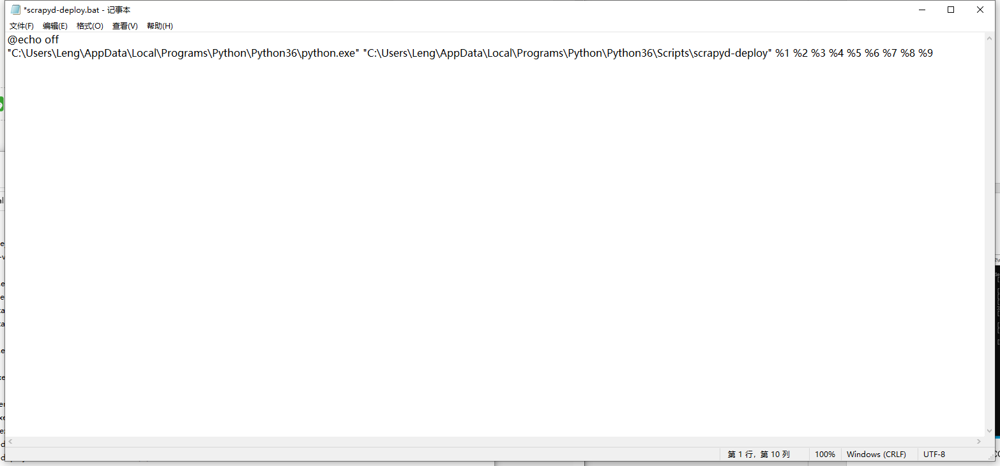 *scrapyd-deploy.bat - 记事本
文件(F) 编辑(E) 格式(O) 查看(V) 帮助(H)
@echo off
"C:\Users\Leng\AppData\Local\Programs\Python\Python36\python.exe" "C:\Users\Leng\AppData\Local\Programs\Python\Python36\Scripts\scrapyd-deploy" %1 %2 %3 %4 %5 %6 %7 %8 %9
第 1 行，第 10 列 100% Windows (CRLF) UTF-8